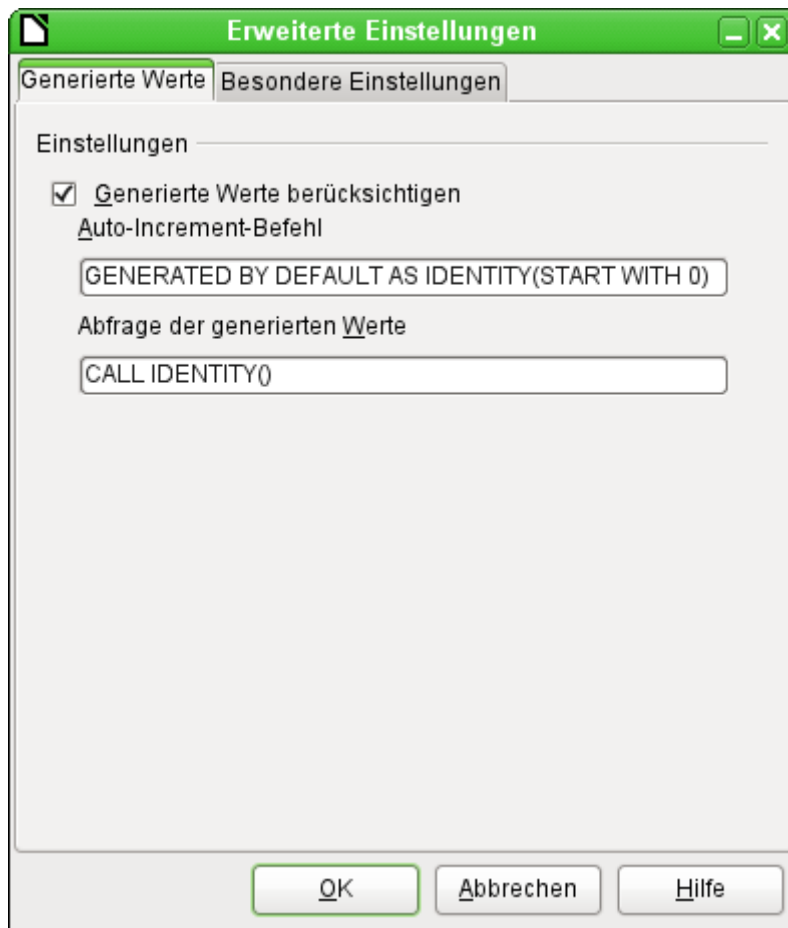 Erweiterte Einstellungen
Generierte Werte Besondere Einstellungen
Einstellungen
Generierte Werte berücksichtigen
Auto-Increment-Befehl
GENERATED BY DEFAULT AS IDENTITY(START WITH 0)
Abfrage der generierten Werte
CALL IDENTITY()
OK Abbrechen Hilfe